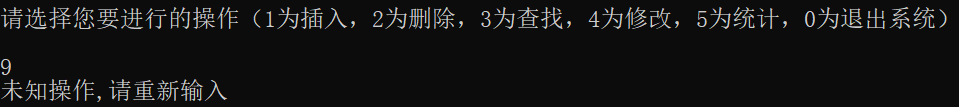 请选择您要进行的操作（1为插入，2为删除，3为查找，4为修改，5为统计，0为退出系统）
9
未知操作,请重新输入